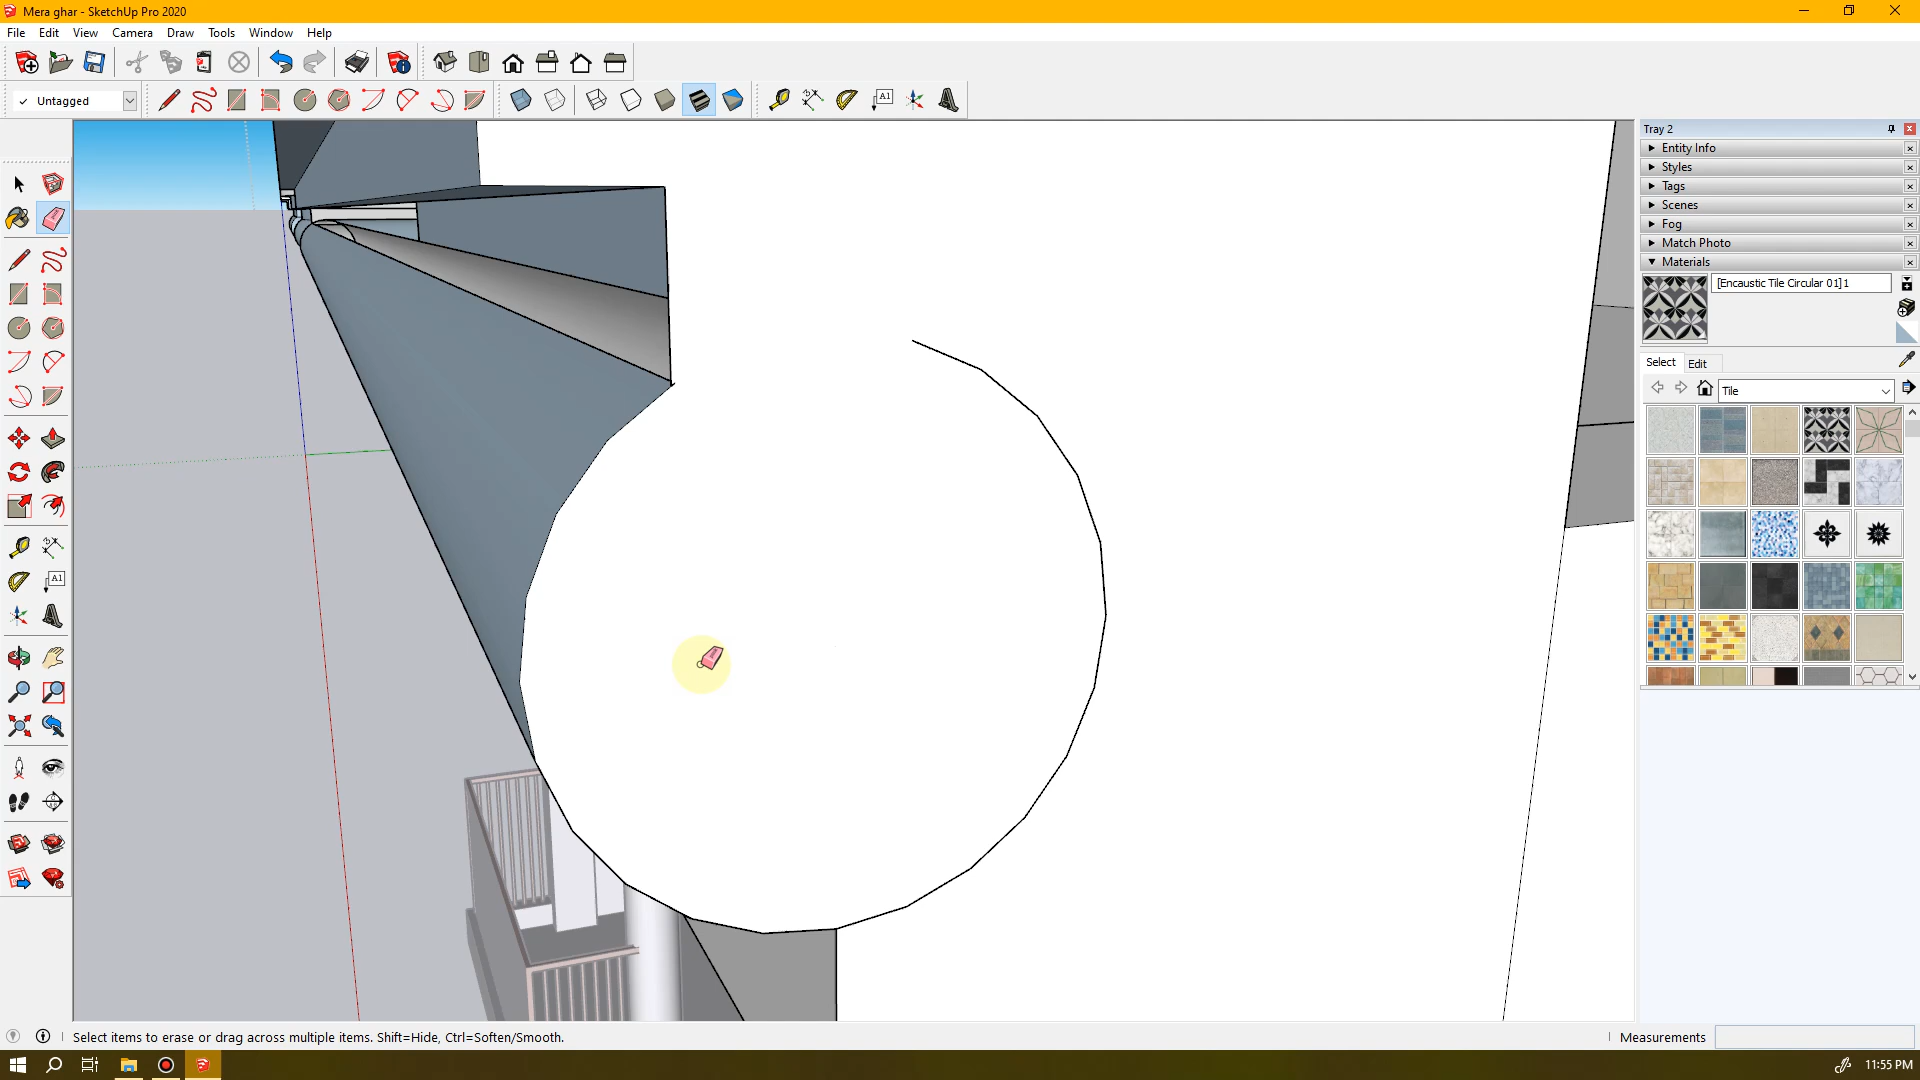 Mera ghar - SketchUp Pro 2020
File Edit View Camera Draw Tools Window Help
Untagged
A1
Tray 2
Entity Info
Styles
Tags
Scenes
Fog
Match Photo
Materials
[Encaustic Tile Circular 01]1
Select Edit
Tile
A1
Select items to erase or drag across multiple items. Shift=Hide, Ctrl=Soften/Smooth.
Measurements
11:55 PM